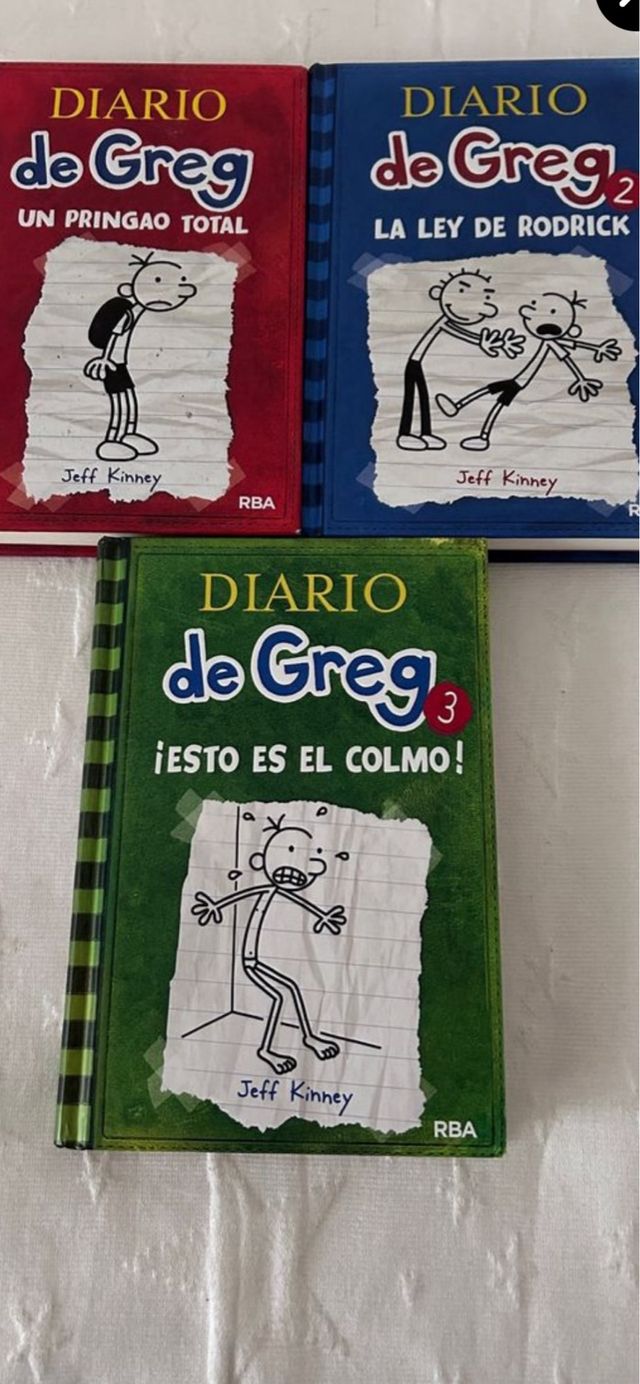 DIARIO
de Greg
UN PRINGAO TOTAL
Jeff Kinney
RBA
DIARIO
de Greg 2
LA LEY DE RODRICK
Jeff Kinney
R
DIARIO
de Greg 3
¡ESTO ES EL COLMO!
Jeff Kinney
RBA